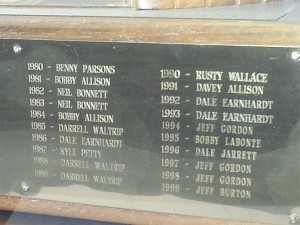 1980 - BENNY PARSONS
1981 - BOBBY ALLISON
1982 - NEIL BONNETT
1983 - NEIL BONNETT
1984 - BOBBY ALLISON
1985 - DARRELL WALTRIP
1986 - DALE EARNHARDT
1987 - KYLE PETTY
1988 - DARRELL WALTRIP
1989 - DARRELL WALTRIP
1990 - RUSTY WALLACE
1991 - DAVEY ALLISON
1992 - DALE EARNHARDT
1993 - DALE EARNHARDT
1994 - JEFF GORDON
1995 - BOBBY LABONTE
1996 - DALE JARRETT
1997 - JEFF GORDON
1998 - JEFF GORDON
1999 - JEFF BURTON